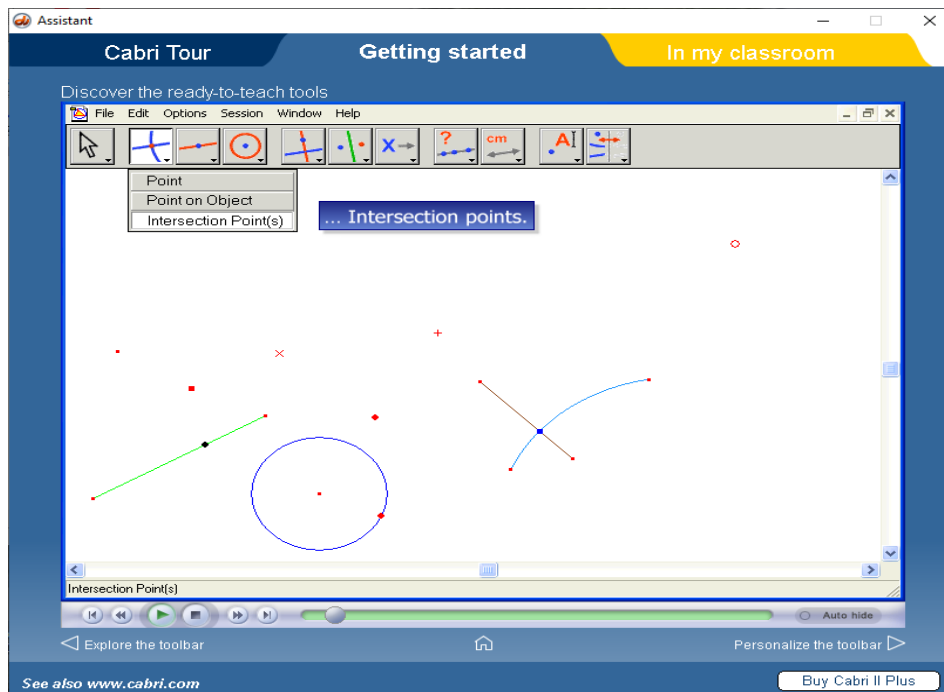 Assistant
Cabri Tour
Getting started
In my classroom
Discover the ready-to-teach tools
File Edit Options Session Window Help
? cm A
X
Point
Point on Object
Intersection Point(s)
... Intersection points.
Intersection Point(s)
Auto hide
Explore the toolbar
Personalize the toolbar
See also www.cabri.com
Buy Cabri II Plus